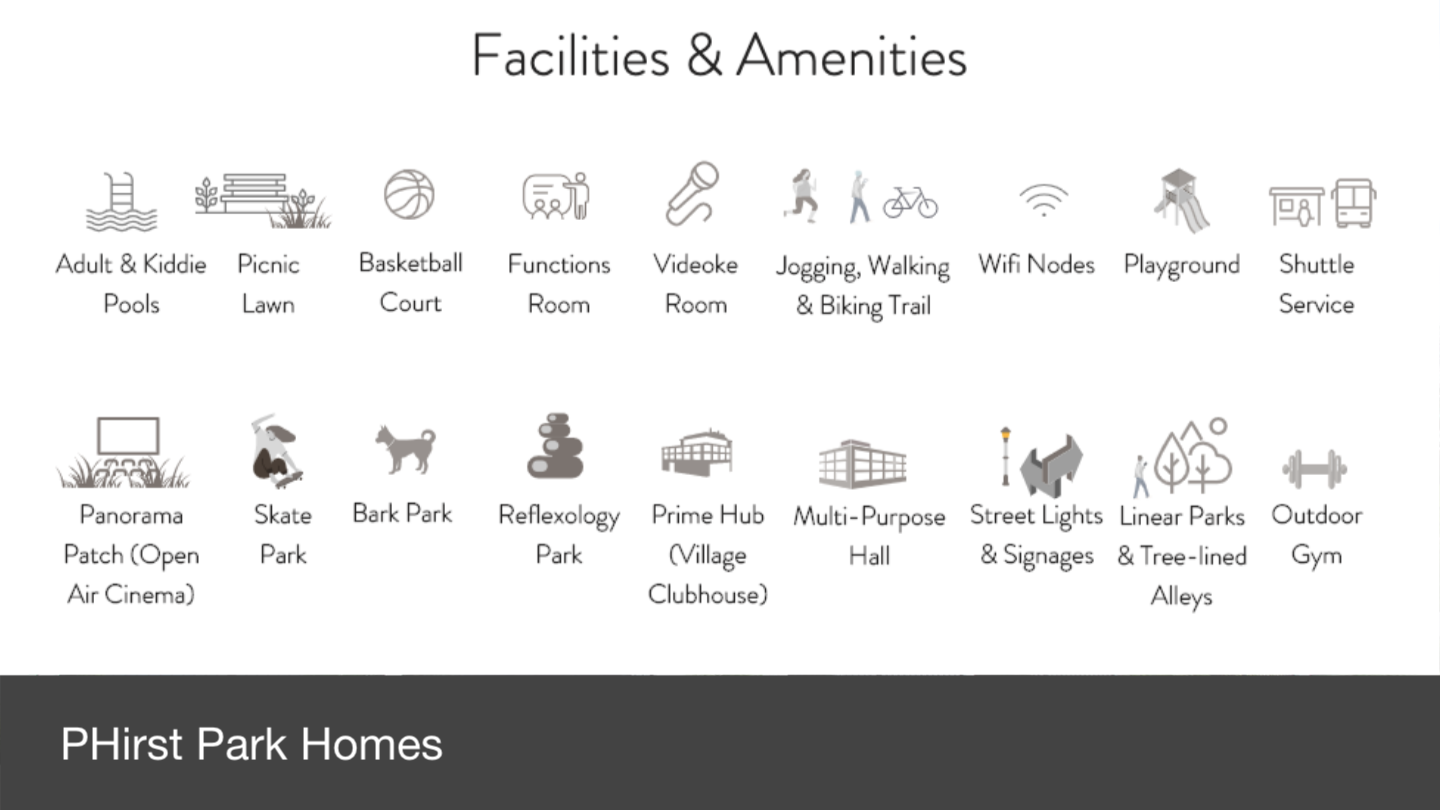 Facilities & Amenities
Adult & Kiddie
Pools
Picnic
Lawn
Basketball
Court
Functions
Room
Videoke
Room
Jogging, Walking
& Biking Trail
Wifi Nodes
Playground
Shuttle
Service
Panorama
Patch (Open
Air Cinema)
Skate
Park
Bark Park
Reflexology
Park
Prime Hub
(Village
Clubhouse)
Multi-Purpose
Hall
Street Lights
& Signages
Linear Parks
& Tree-lined
Alleys
Outdoor
Gym
PHirst Park Homes